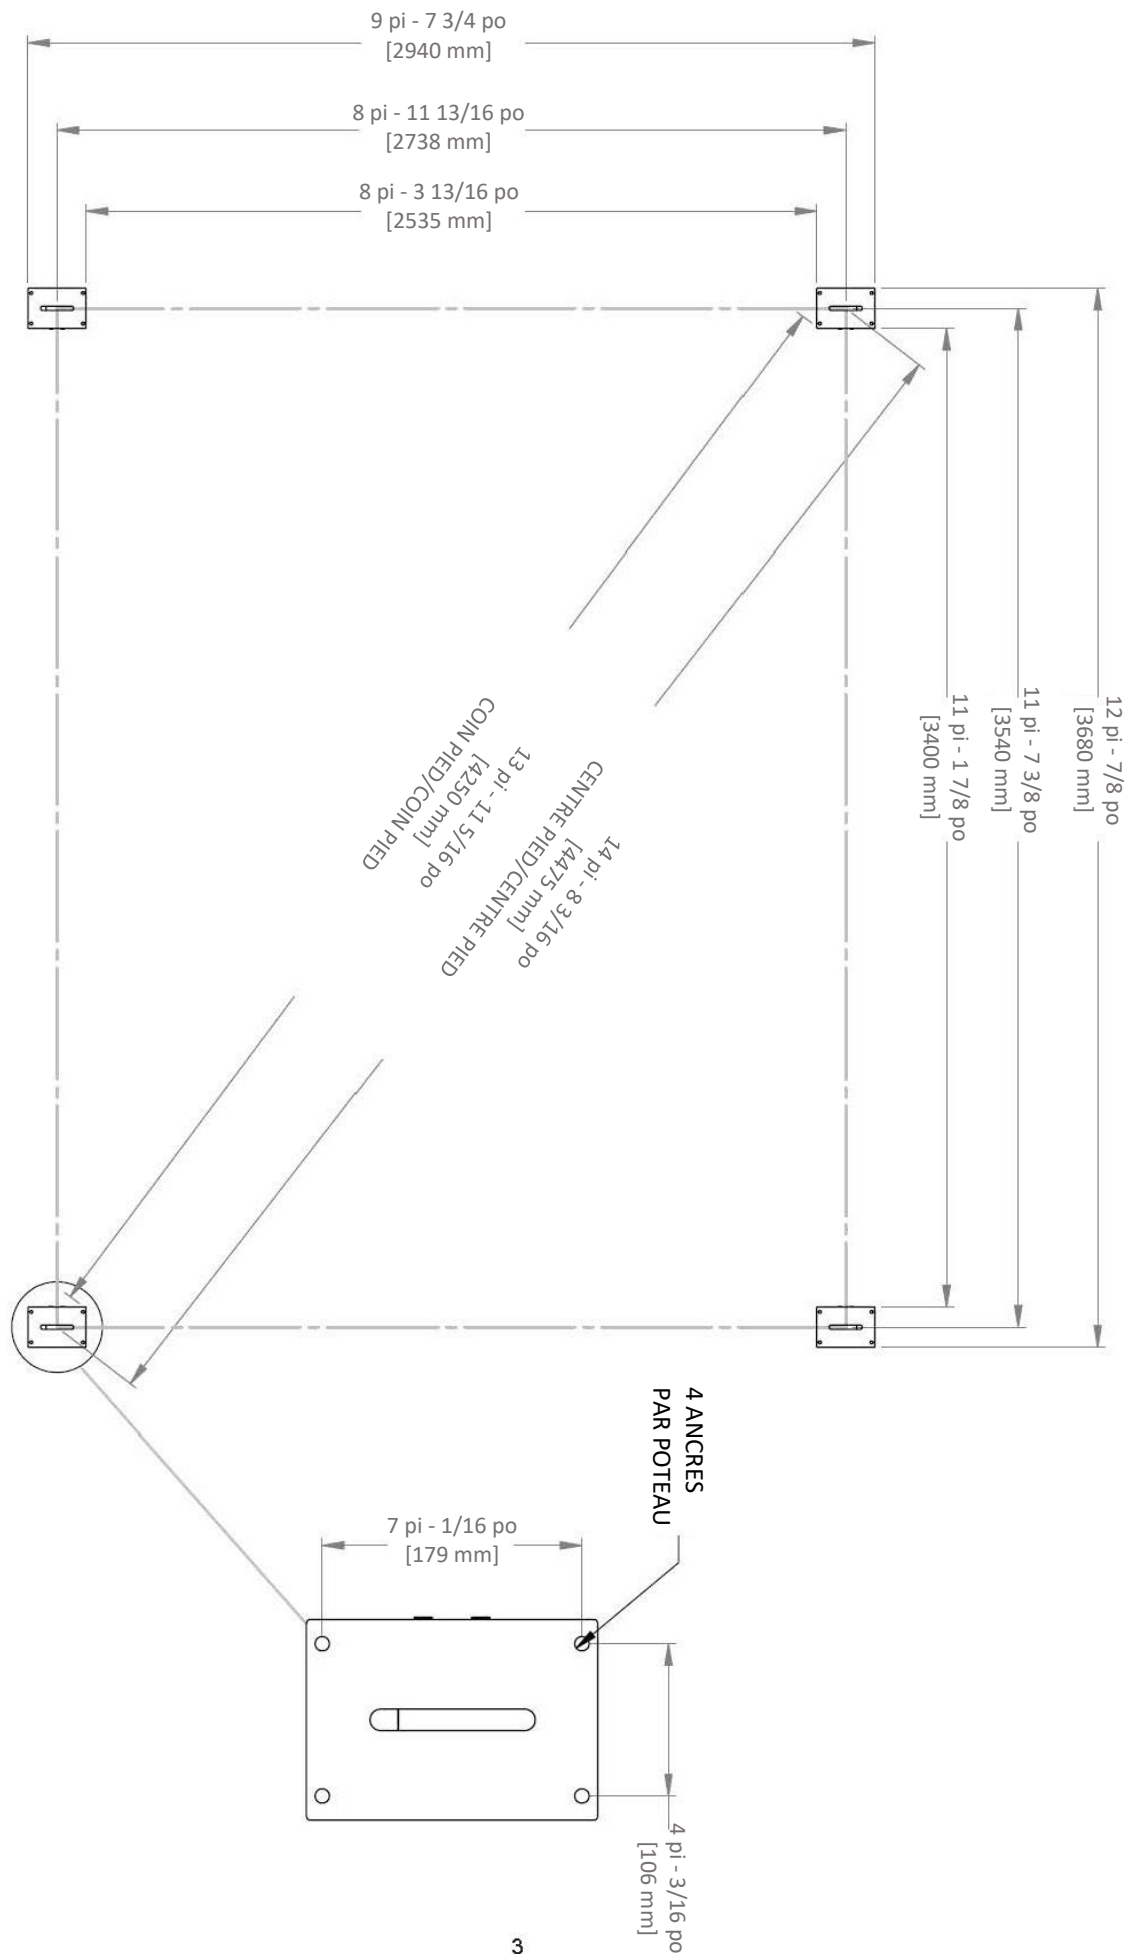 9 pi - 7 3/4 po
[2940 mm]
8 pi - 11 13/16 po
[2738 mm]
8 pi - 3 13/16 po
[2535 mm]
12 pi - 7/8 po
[3680 mm]
11 pi - 7 3/8 po
[3540 mm]
11 pi - 1 7/8 po
[3400 mm]
13 pi - 11 5/16 po
[4250 mm]
COIN PIED/COIN PIED
14 pi - 8 3/16 po
[4475 mm]
CENTRE PIED/CENTRE PIED
4 ANCRES
PAR POTEAU
7 pi - 1/16 po
[179 mm]
4 pi - 3/16 po
[106 mm]
3